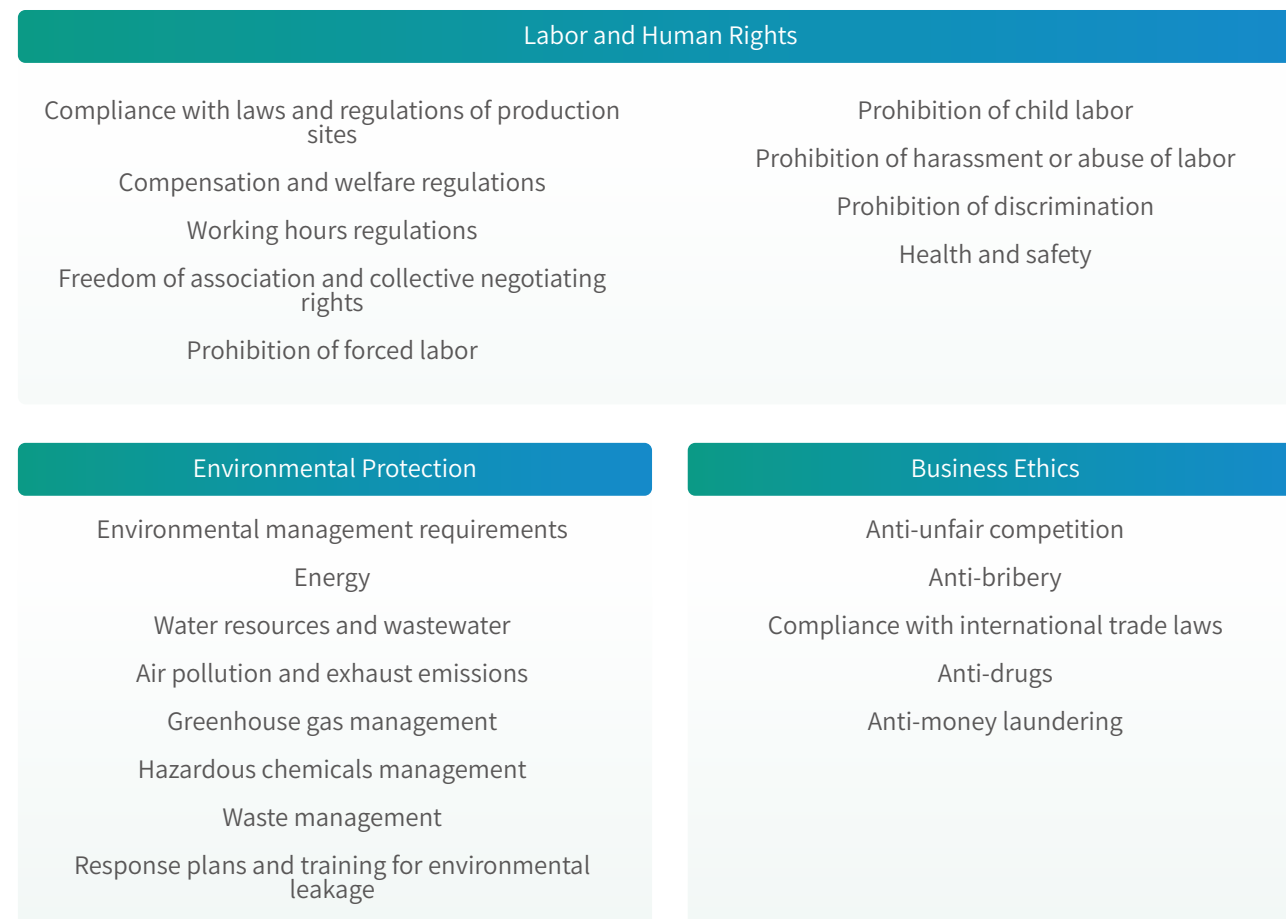 Labor and Human Rights
Compliance with laws and regulations of production
sites
Compensation and welfare regulations
Working hours regulations
Freedom of association and collective negotiating
rights
Prohibition of forced labor
Prohibition of child labor
Prohibition of harassment or abuse of labor
Prohibition of discrimination
Health and safety
Environmental Protection
Environmental management requirements
Energy
Water resources and wastewater
Air pollution and exhaust emissions
Greenhouse gas management
Hazardous chemicals management
Waste management
Response plans and training for environmental
leakage
Business Ethics
Anti-unfair competition
Anti-bribery
Compliance with international trade laws
Anti-drugs
Anti-money laundering